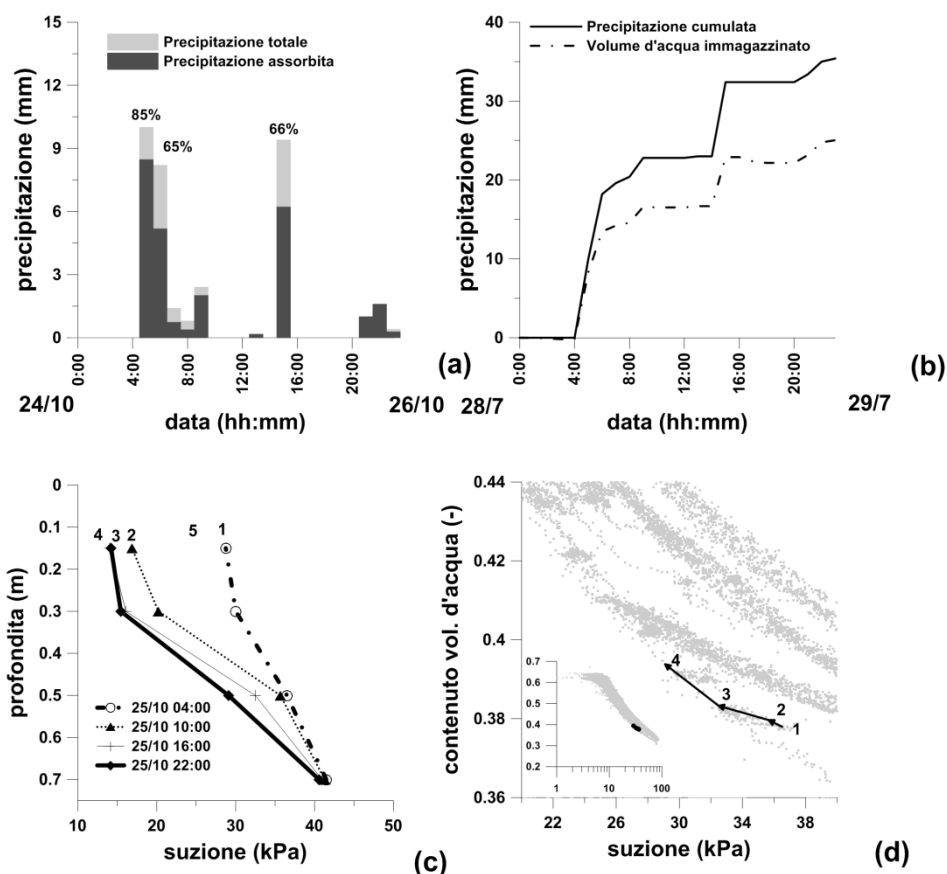 15
12
9
6
3
0
precipitazione (mm)
Precipitazione totale
Precipitazione assorbita
85%
65%
66%
0:00
4:00
8:00
12:00
16:00
20:00
(a)
24/10
data (hh:mm)
26/10
40
30
20
10
0
precipitazione (mm)
Precipitazione cumulata
Volume d'acqua immagazzinato
0:00
4:00
8:00
12:00
16:00
20:00
(b)
28/7
data (hh:mm)
29/7
0
0.1
0.2
0.3
0.4
0.5
0.6
0.7
profondita (m)
4 3 2
5 1
25/10 04:00
25/10 10:00
25/10 16:00
25/10 22:00
10 20 30 40 50
suzione (kPa)
(c)
0.44
0.42
0.4
0.38
0.36
contenuto vol. d'acqua (-)
4
3
2
1
0.7
0.6
0.5
0.4
0.3
0.2
1 10 100
22 24 26 28 30 32 34 36 38
suzione (kPa)
(d)